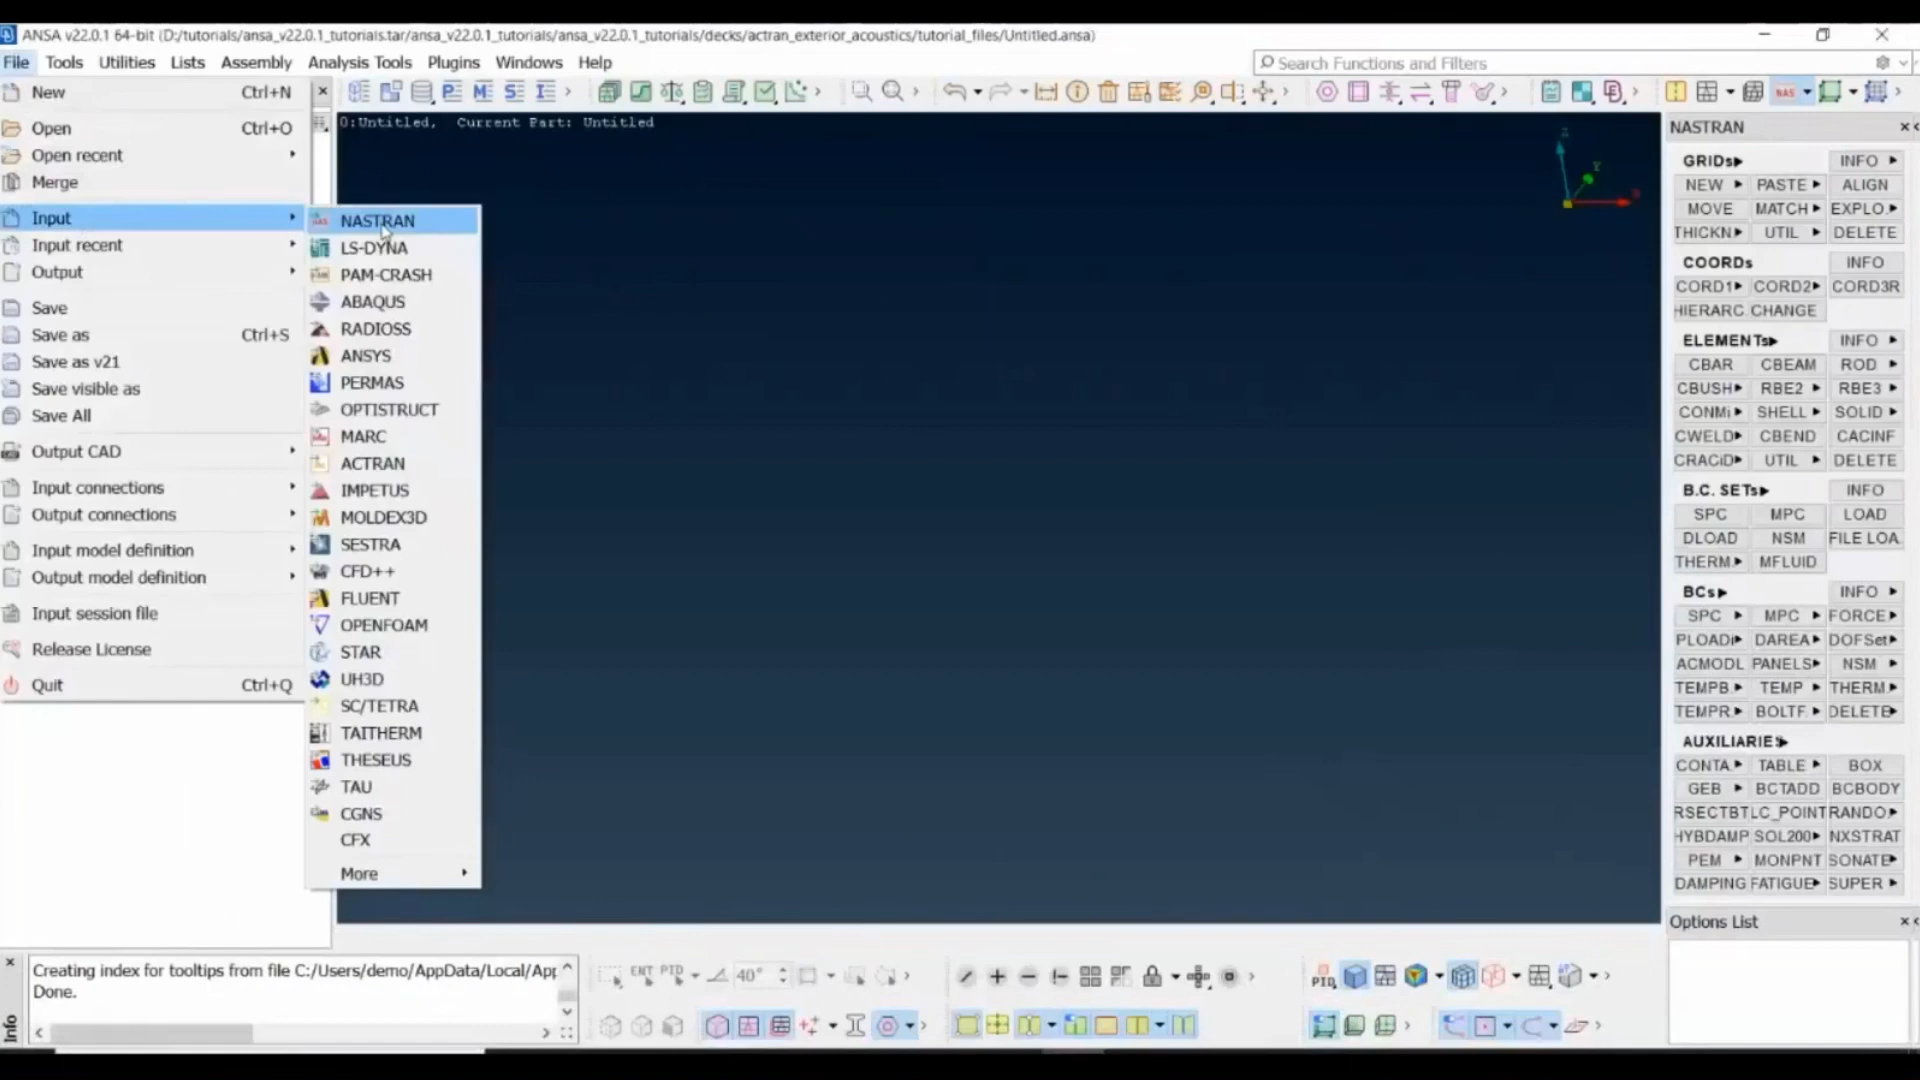 ANSA v22.0.1 64-bit (D:/tutorials/ansa_v22.0.1_tutorials.tar/ansa_v22.0.1_tutorials/ansa_v22.0.1_tutorials/decks/actran_exterior_acoustics/tutorial_files/Untitled.ansa)
File Tools Utilities Lists Assembly Analysis Tools Plugins Windows Help
Search Functions and Filters
New Ctrl+N
Open Ctrl+O
Open recent
Merge
Input
Input recent
Output
Save
Save as Ctrl+S
Save as v21
Save visible as
Save All
Output CAD
Input connections
Output connections
Input model definition
Output model definition
Input session file
Release License
Quit Ctrl+Q
NASTRAN
LS-DYNA
PAM-CRASH
ABAQUS
RADIOSS
ANSYS
PERMAS
OPTISTRUCT
MARC
ACTRAN
IMPETUS
MOLDEX3D
SESTRA
CFD++
FLUENT
OPENFOAM
STAR
UH3D
SC/TETRA
TAITHERM
THESEUS
TAU
CGNS
CFX
More
0:Untitled, Current Part: Untitled
Z
Y
NAS
NASTRAN
GRIDs INFO
NEW PASTE ALIGN
MOVE MATCH EXPLO.
THICKN UTIL DELETE
COORDs INFO
CORD1 CORD2 CORD3R
HIERARC CHANGE
ELEMENTs INFO
CBAR CBEAM ROD
CBUSH RBE2 RBE3
CONMi SHELL SOLID
CWELD CBEND CACINF
CRACiD UTIL DELETE
B.C. SETs INFO
SPC MPC LOAD
DLOAD NSM FILE LOA
THERM. MFLUID
BCs INFO
SPC MPC FORCE
PLOADi DAREA DOFSet
ACMODL PANELS NSM
TEMPB. TEMP THERM.
TEMPR. BOLTF. DELETE
AUXILIARIES
CONTA. TABLE BOX
GEB BCTADD BCBODY
RSECTBT LC_POINT RANDO.
HYBDAMP SOL200 NXSTRAT
PEM MONPNT SONATE
DAMPING FATIGUE SUPER
Options List
Creating index for tooltips from file C:/Users/demo/AppData/Local/App
Done.
Info
ENT PID 40°
PID